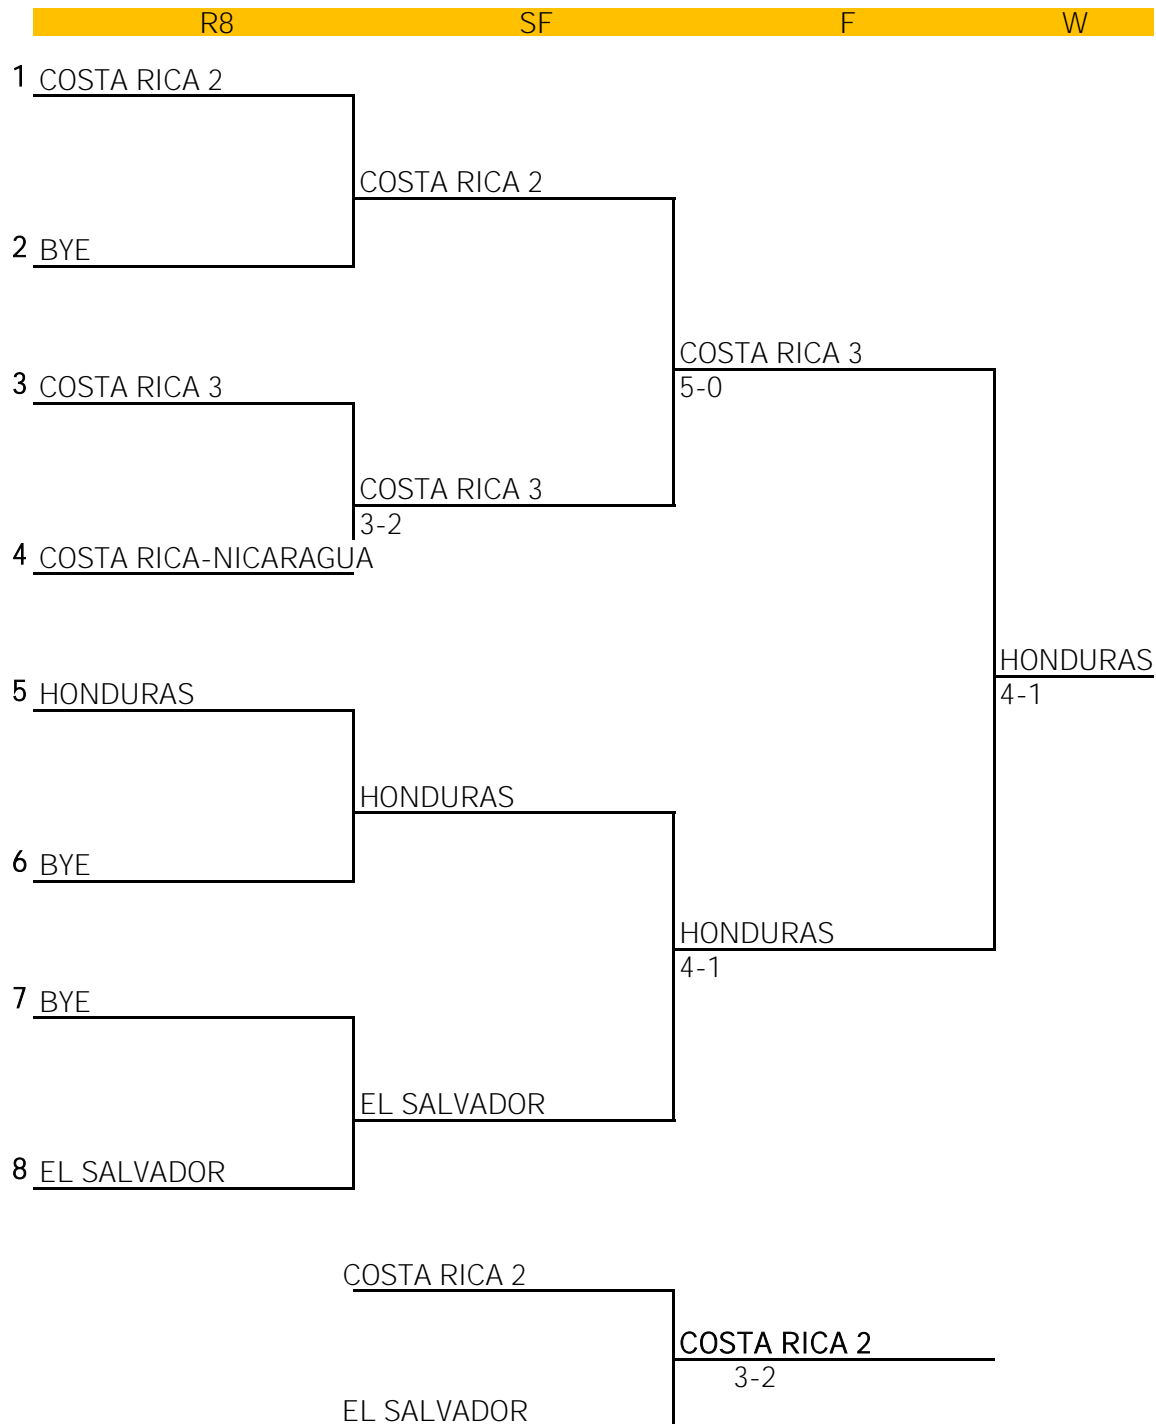 R8 SF F W
1 COSTA RICA 2
COSTA RICA 2
2 BYE
COSTA RICA 3
5-0
3 COSTA RICA 3
COSTA RICA 3
3-2
4 COSTA RICA-NICARAGUA
HONDURAS
4-1
5 HONDURAS
HONDURAS
6 BYE
HONDURAS
4-1
7 BYE
EL SALVADOR
8 EL SALVADOR
COSTA RICA 2
COSTA RICA 2
3-2
EL SALVADOR